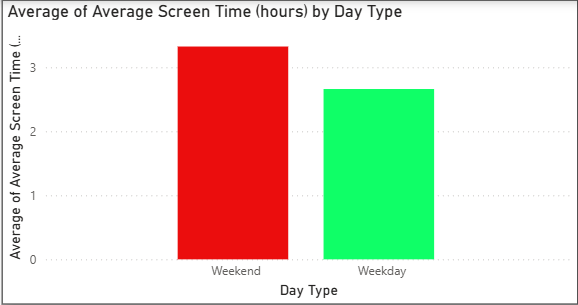 Average of Average Screen Time (hours) by Day Type
Average of Average Screen Time (...
3
2
1
0
Weekend
Weekday
Day Type